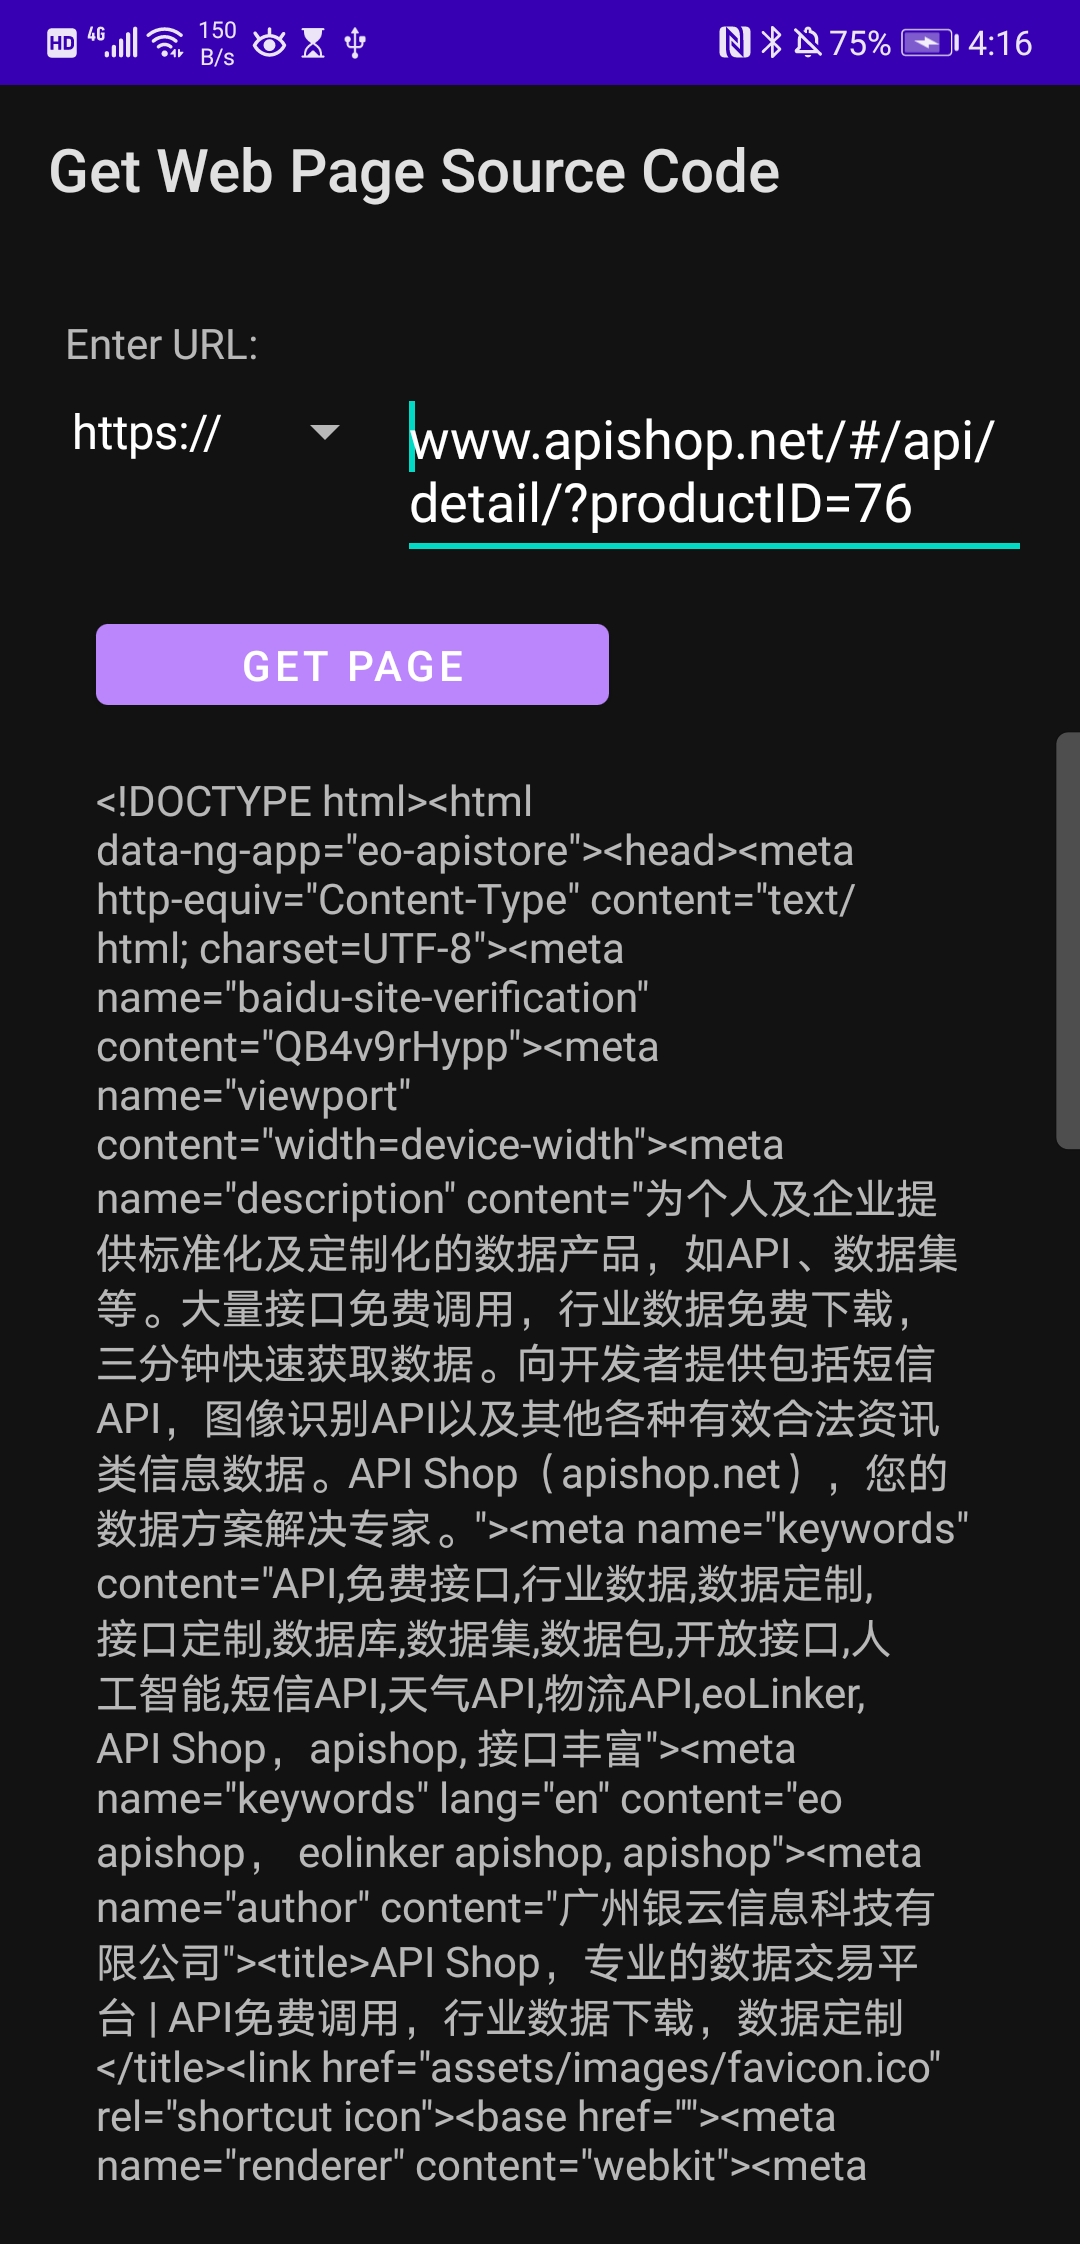 HD 4G 150 B/s 75% 4:16
Get Web Page Source Code
Enter URL:
https://
www.apishop.net/#/api/
detail/?productID=76
GET PAGE
<!DOCTYPE html><html
data-ng-app="eo-apistore"><head><meta
http-equiv="Content-Type" content="text/
html; charset=UTF-8"><meta
name="baidu-site-verification"
content="QB4v9rHypp"><meta
name="viewport"
content="width=device-width"><meta
name="description" content="为个人及企业提
供标准化及定制化的数据产品，如API、数据集
等。大量接口免费调用，行业数据免费下载，
三分钟快速获取数据。向开发者提供包括短信
API，图像识别API以及其他各种有效合法资讯
类信息数据。API Shop（apishop.net），您的
数据方案解决专家。"><meta name="keywords"
content="API,免费接口,行业数据,数据定制,
接口定制,数据库,数据集,数据包,开放接口,人
工智能,短信API,天气API,物流API,eoLinker,
API Shop，apishop, 接口丰富"><meta
name="keywords" lang="en" content="eo
apishop， eolinker apishop, apishop"><meta
name="author" content="广州银云信息科技有
限公司"><title>API Shop，专业的数据交易平
台 | API免费调用，行业数据下载，数据定制
</title><link href="assets/images/favicon.ico"
rel="shortcut icon"><base href=""><meta
name="renderer" content="webkit"><meta